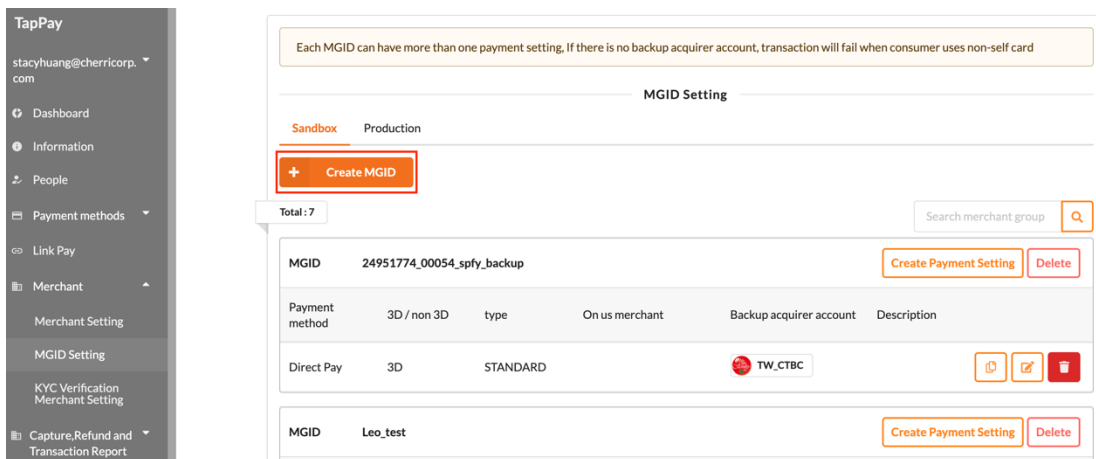 TapPay
stacyhuang@cherricorp.
com
Dashboard
Information
People
Payment methods
Link Pay
Merchant
Merchant Setting
MGID Setting
KYC Verification
Merchant Setting
Capture,Refund and
Transaction Report
Each MGID can have more than one payment setting, If there is no backup acquirer account, transaction will fail when consumer uses non-self card
MGID Setting
Sandbox Production
+ Create MGID
Total : 7
Search merchant group
MGID 24951774_00054_spfy_backup Create Payment Setting Delete
Payment
method 3D / non 3D type On us merchant Backup acquirer account Description
Direct Pay 3D STANDARD TW_CTBC
MGID Leo_test Create Payment Setting Delete